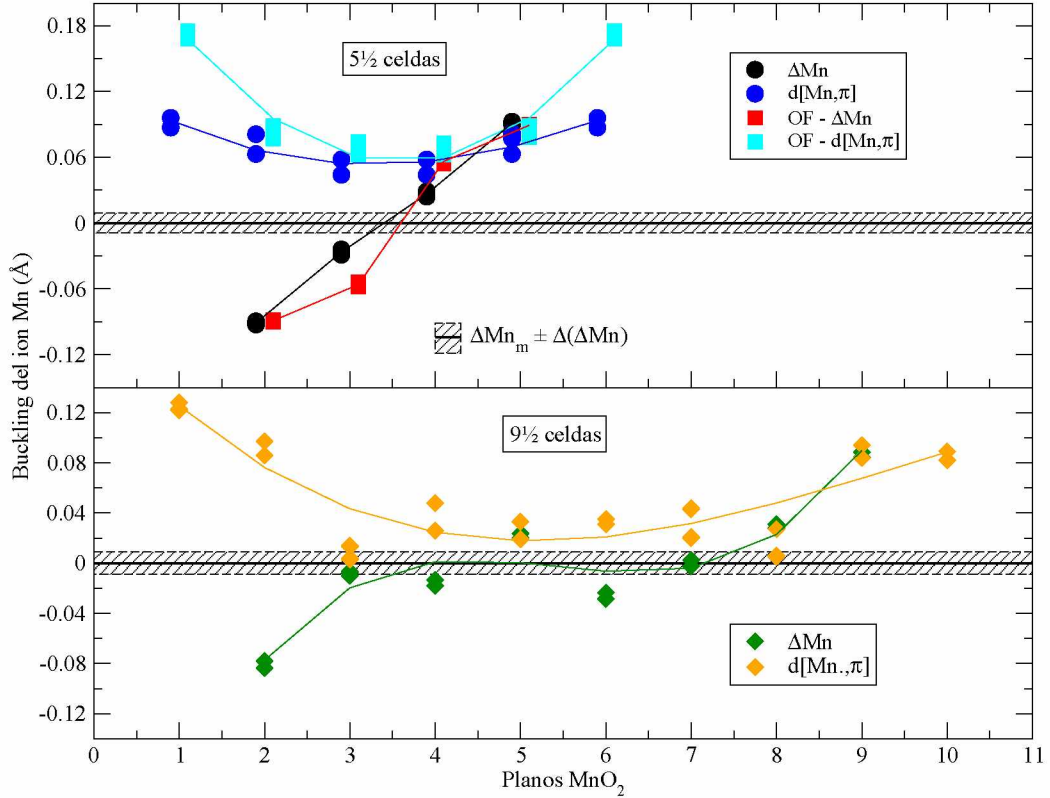 0.18
0.12
0.06
0
-0.06
-0.12
5½ celdas
ΔMn
d[Mn,π]
OF - ΔMn
OF - d[Mn,π]
ΔMnm ± Δ(ΔMn)
Buckling del ion Mn (Å)
0.12
0.08
0.04
0
-0.04
-0.08
-0.12
9½ celdas
ΔMn
d[Mn.,π]
0 1 2 3 4 5 6 7 8 9 10 11
Planos MnO2